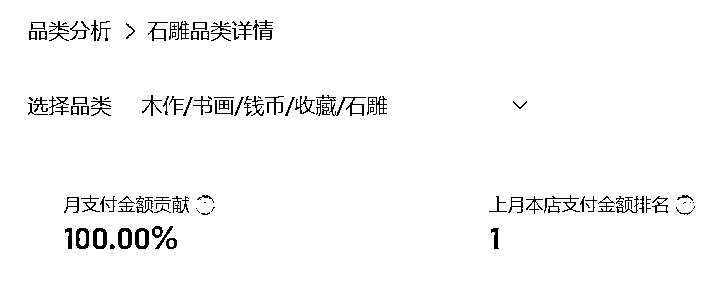 品类分析 > 石雕品类详情
选择品类 木作/书画/钱币/收藏/石雕
月支付金额贡献 上月本店支付金额排名
100.00% 1